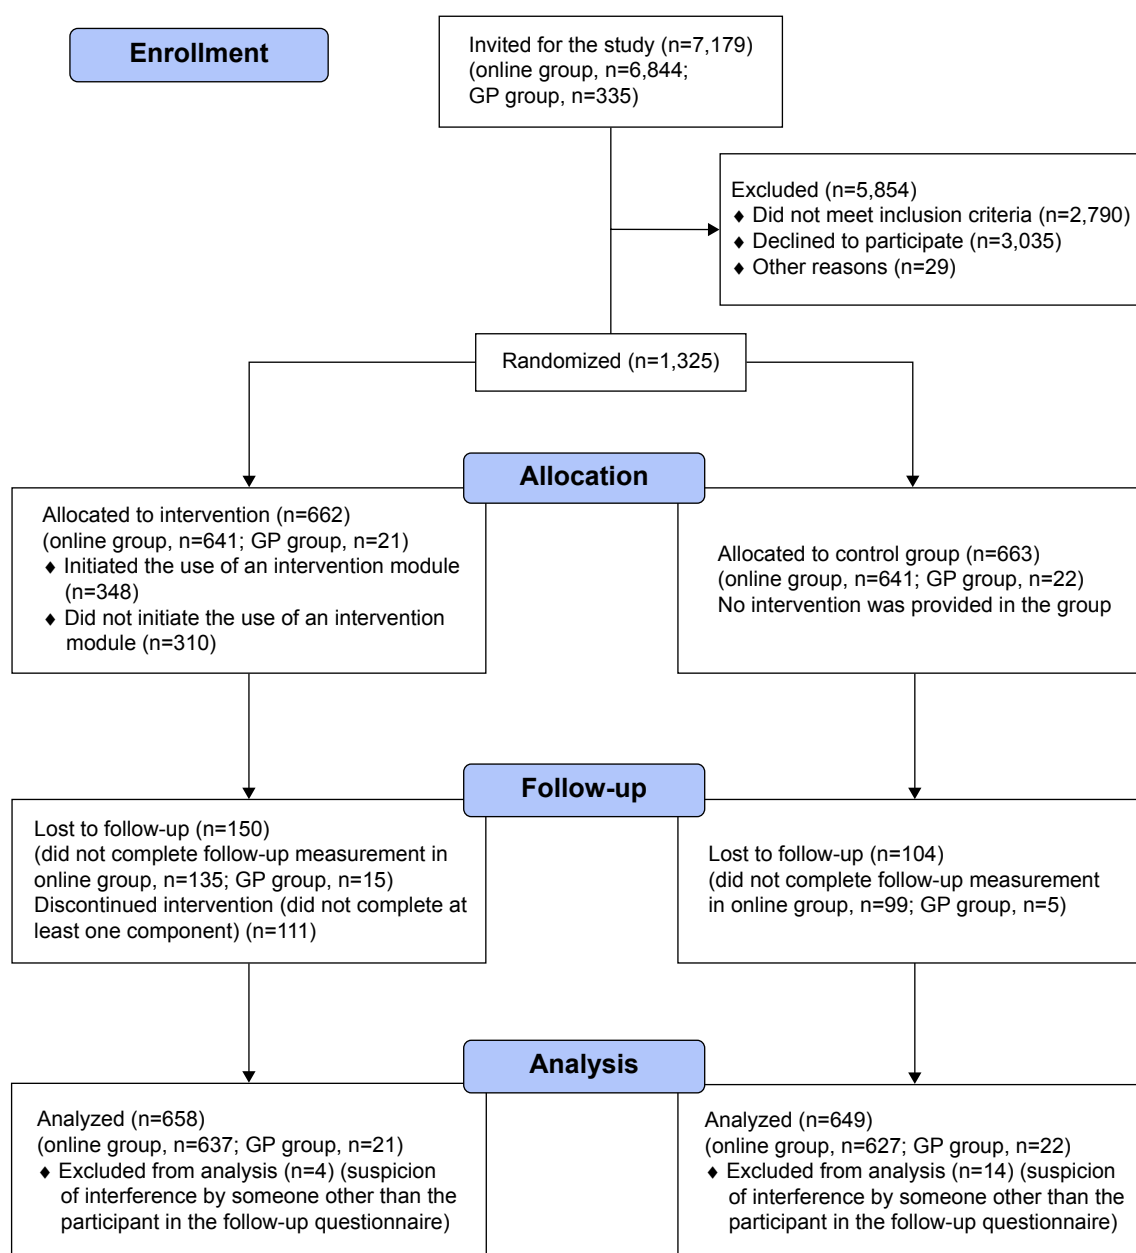 Enrollment
Invited for the study (n=7,179)
(online group, n=6,844;
GP group, n=335)
Excluded (n=5,854)
♦ Did not meet inclusion criteria (n=2,790)
♦ Declined to participate (n=3,035)
♦ Other reasons (n=29)
Randomized (n=1,325)
Allocation
Allocated to intervention (n=662)
(online group, n=641; GP group, n=21)
♦ Initiated the use of an intervention module
(n=348)
♦ Did not initiate the use of an intervention
module (n=310)
Allocated to control group (n=663)
(online group, n=641; GP group, n=22)
No intervention was provided in the group
Follow-up
Lost to follow-up (n=150)
(did not complete follow-up measurement in
online group, n=135; GP group, n=15)
Discontinued intervention (did not complete at
least one component) (n=111)
Lost to follow-up (n=104)
(did not complete follow-up measurement
in online group, n=99; GP group, n=5)
Analysis
Analyzed (n=658)
(online group, n=637; GP group, n=21)
♦ Excluded from analysis (n=4) (suspicion
of interference by someone other than the
participant in the follow-up questionnaire)
Analyzed (n=649)
(online group, n=627; GP group, n=22)
♦ Excluded from analysis (n=14) (suspicion
of interference by someone other than the
participant in the follow-up questionnaire)